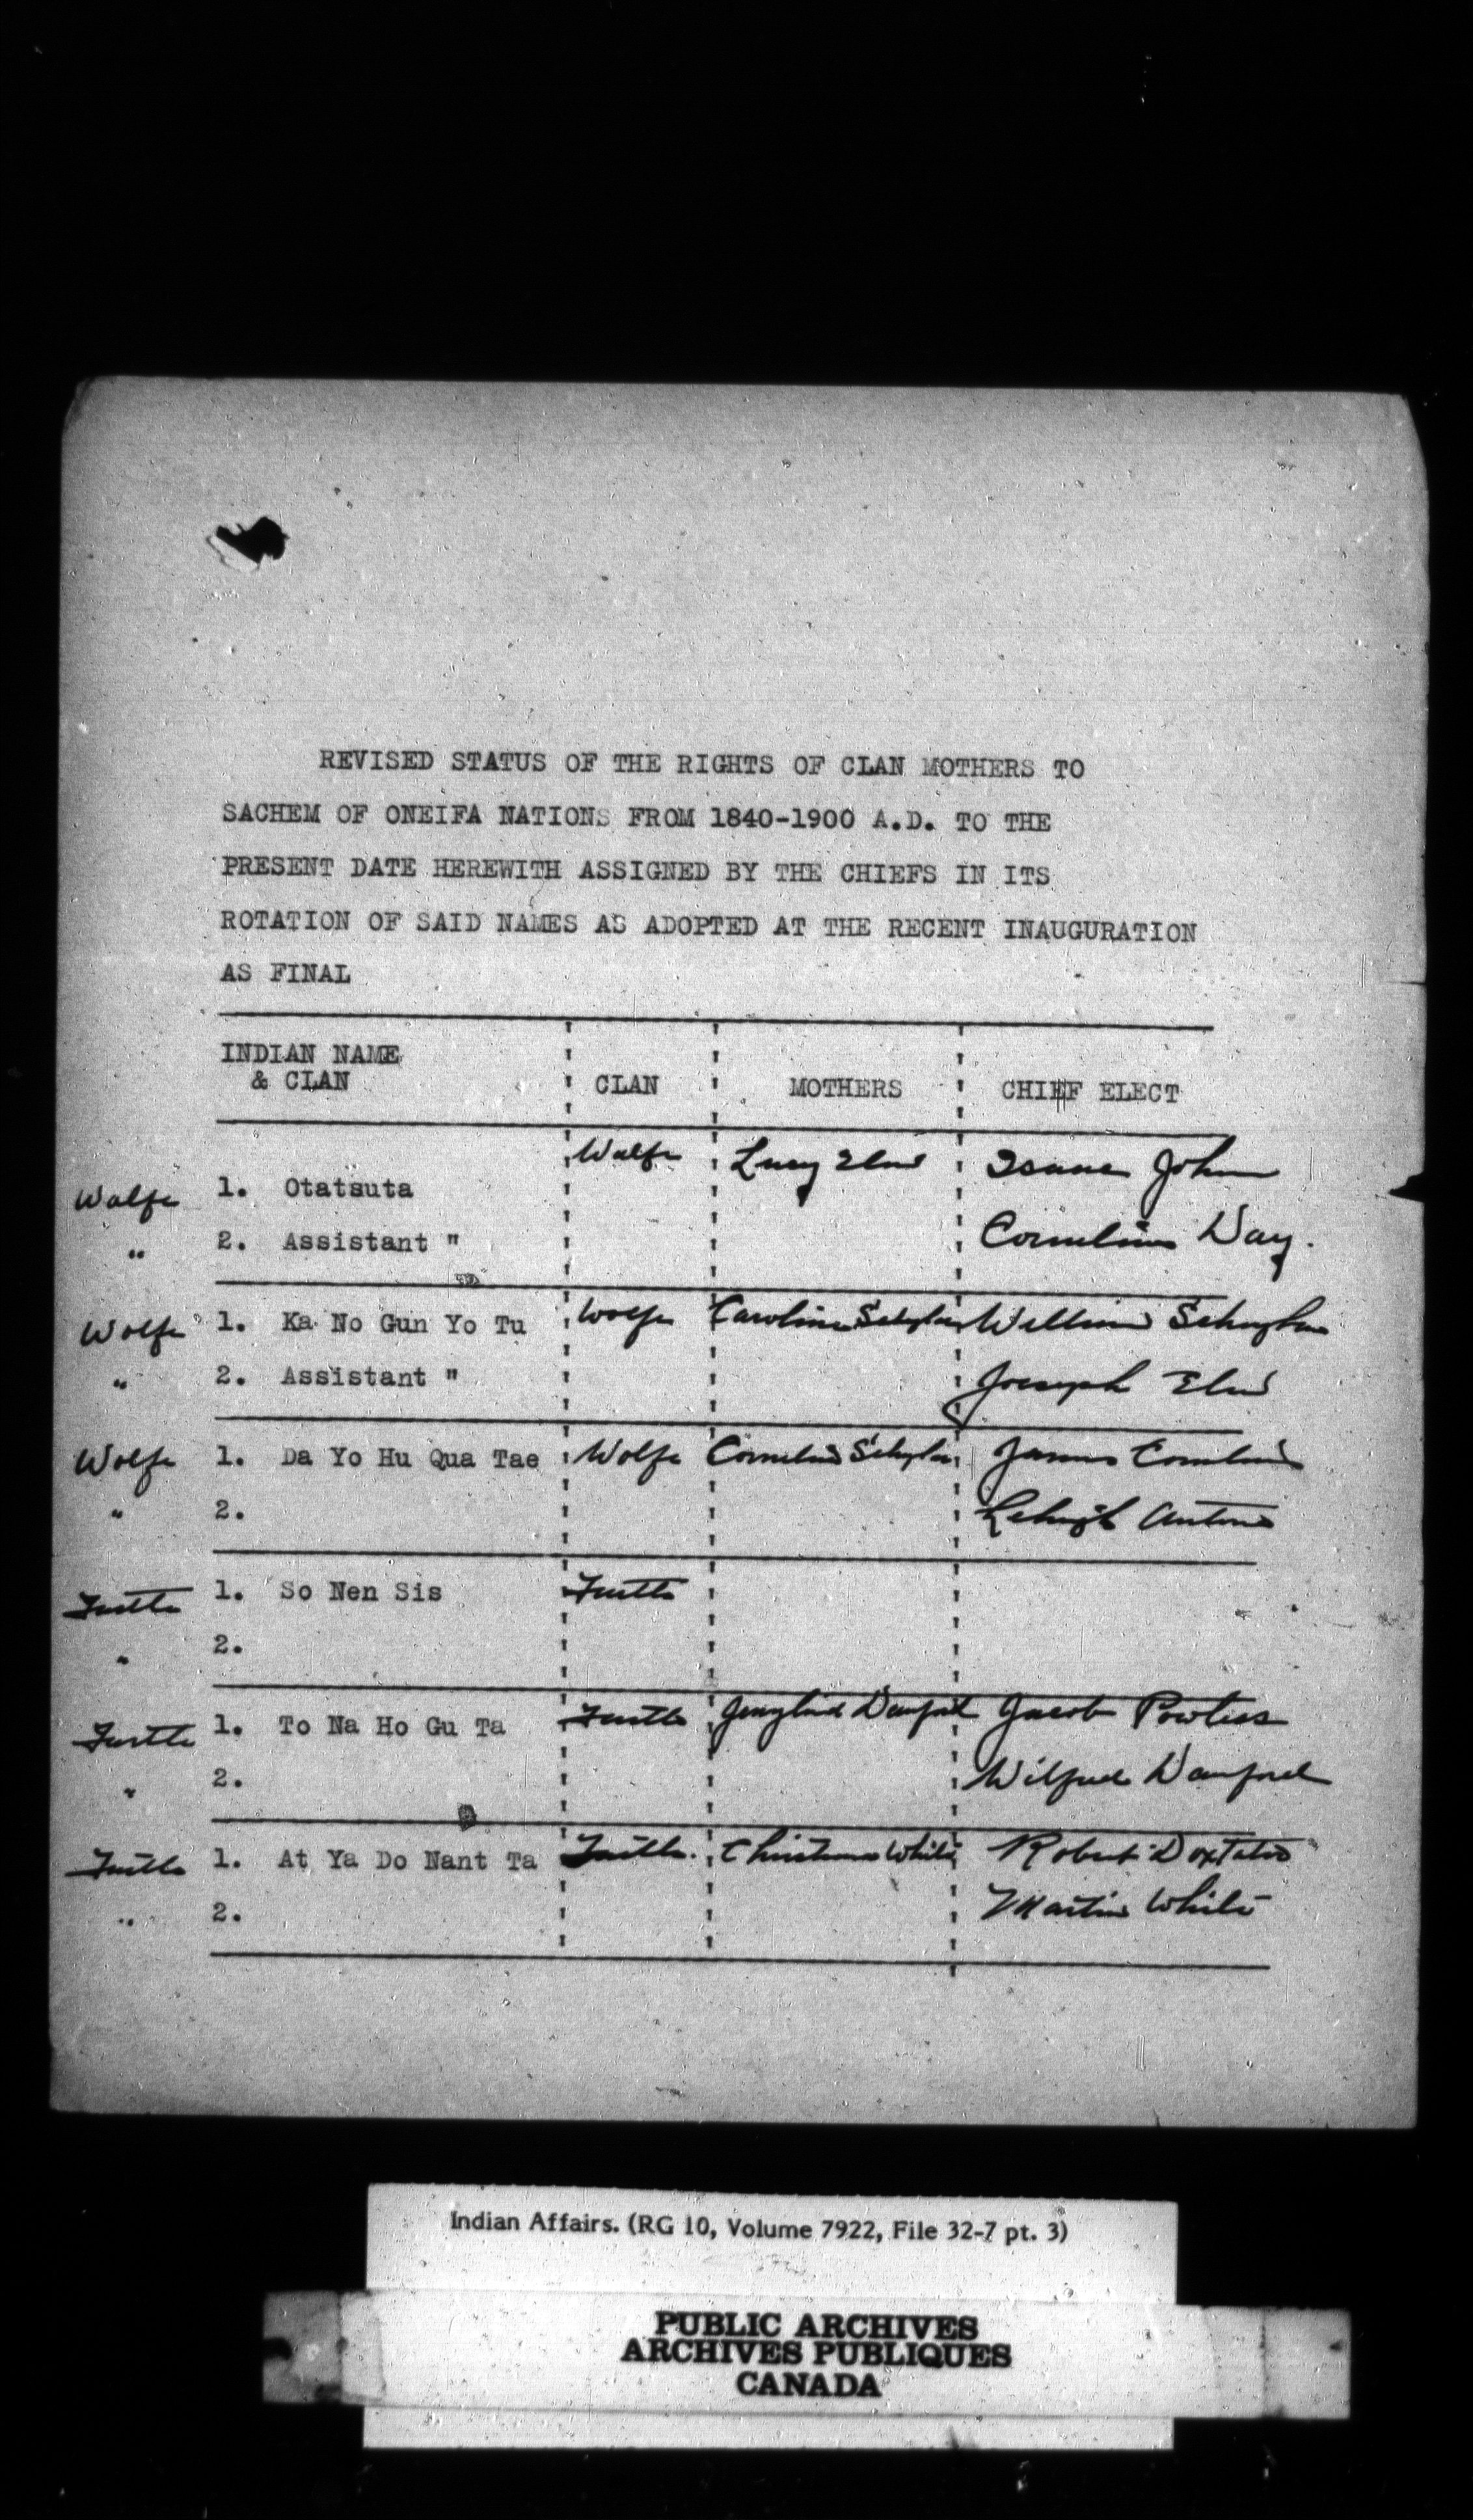 REVISED STATUS OF THE RIGHTS OF CLAN MOTHERS TO
SACHEM OF ONEIFA NATIONS FROM 1840-1900 A.D. TO THE
PRESENT DATE HEREWITH ASSIGNED BY THE CHIEFS IN ITS
ROTATION OF SAID NAMES AS ADOPTED AT THE RECENT INAUGURATION
AS FINAL
INDIAN NAME
& CLAN CLAN MOTHERS CHIEF ELECT
Wolfe Lucy Isaac John
Wolfe 1. Otatsuta
" 2. Assistant " Cornelius Day.
Wolfe 1. Ka No Gun Yo Tu Wolfe Caroline Schuyler William Schuyler
" 2. Assistant " Joseph
Wolfe 1. Da Yo Hu Qua Tae Wolfe Schuyler James Cornelius
" 2. Antone
Turtle 1. So Nen Sis Turtle
" 2.
Turtle 1. To Na Ho Gu Ta Turtle Jacob Powless
" 2. Wilfred Danford
Turtle 1. At Ya Do Nant Ta Turtle. White Robert Doxtator
" 2. Martin White
Indian Affairs. (RG 10, Volume 7922, File 32-7 pt. 3)
PUBLIC ARCHIVES
ARCHIVES PUBLIQUES
CANADA